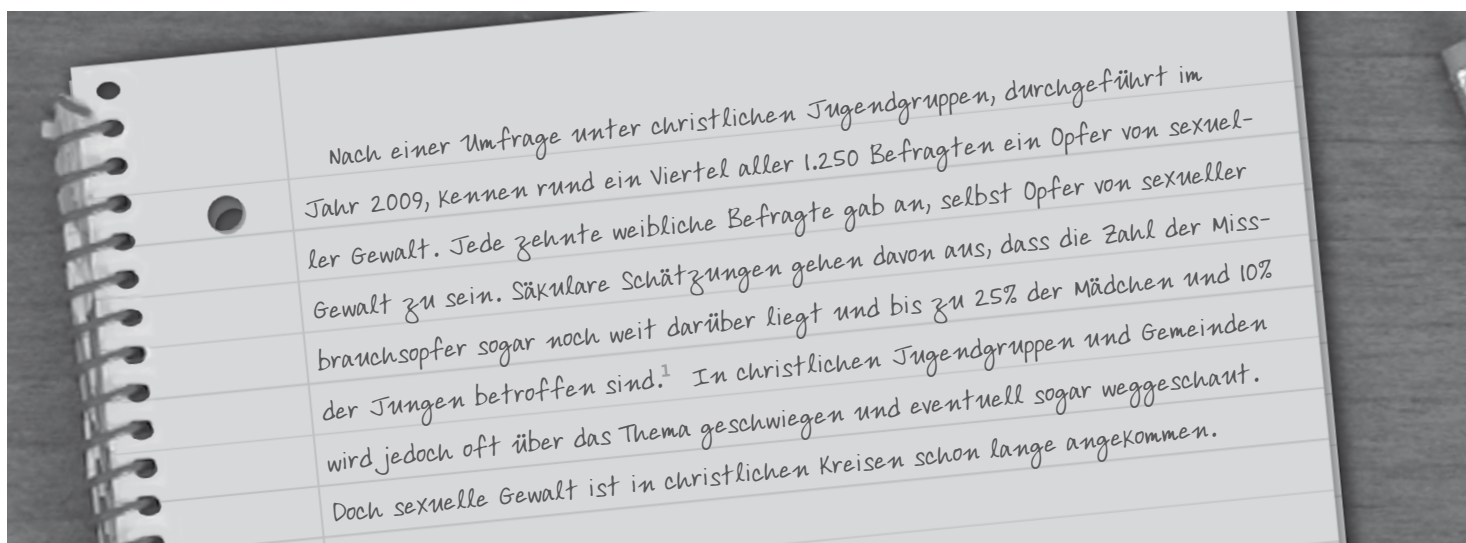 Nach einer Umfrage unter christlichen Jugendgruppen, durchgeführt im
Jahr 2009, kennen rund ein Viertel aller 1.250 Befragten ein Opfer von sexuel-
ler Gewalt. Jede zehnte weibliche Befragte gab an, selbst Opfer von sexueller
Gewalt zu sein. Säkulare Schätzungen gehen davon aus, dass die Zahl der Miss-
brauchsopfer sogar noch weit darüber liegt und bis zu 25% der Mädchen und 10%
der Jungen betroffen sind.¹ In christlichen Jugendgruppen und Gemeinden
wird jedoch oft über das Thema geschwiegen und eventuell sogar weggeschaut.
Doch sexuelle Gewalt ist in christlichen Kreisen schon lange angekommen.